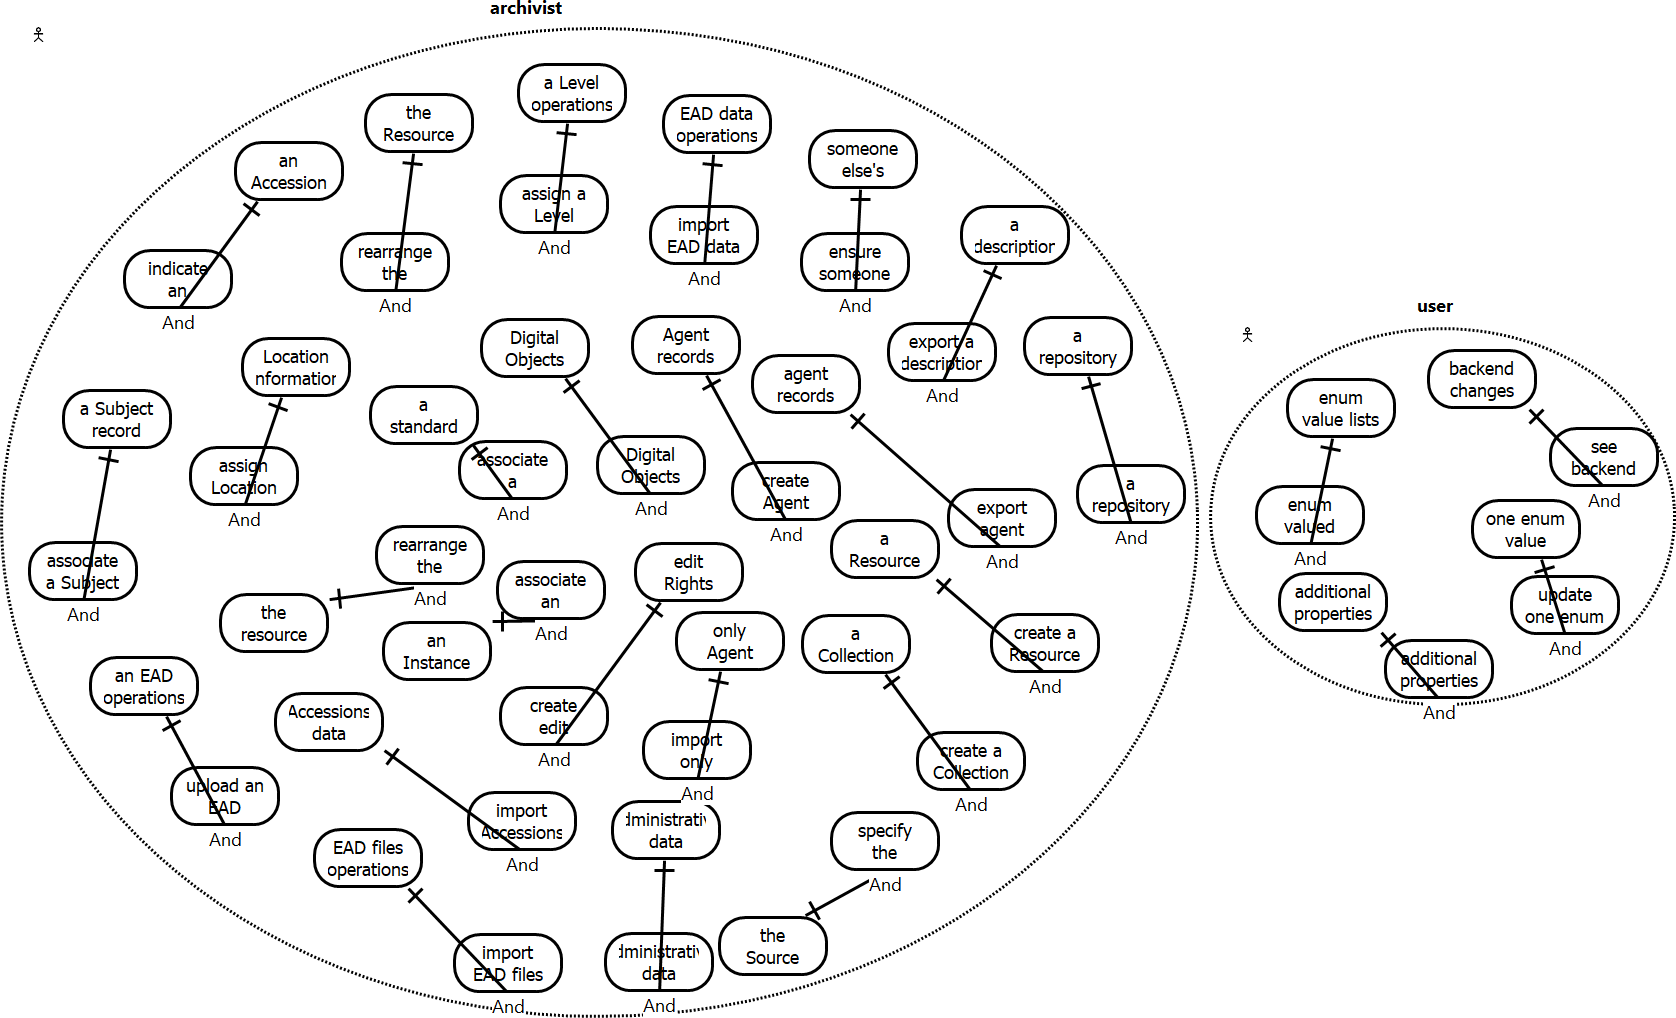 archivist
a Level
operations
the
Resource
EAD data
operations
an
Accession
someone
else's
assign a
Level
And
import
EAD data
And
a
descriptior
rearrange
the
And
ensure
someone
And
indicate
an
And
user
Digital
Objects
Agent
records
a
repository
Location
nformatior
export a
descriptior
And
agent
records
backend
changes
a Subject
record
a
standard
enum
value lists
associate
a
And
Digital
Objects
And
see
backend
And
assign
Location
And
create
Agent
And
a
repository
And
export
agent
And
enum
valued
And
one enum
value
rearrange
the
And
a
Resource
associate
a Subject
And
edit
Rights
associate
an
And
additional
properties
update
one enum
And
the
resource
an
Instance
only
Agent
a
Collection
create a
Resource
And
additional
properties
And
an EAD
operations
Accessions
data
create
edit
And
import
only
And
create a
Collection
And
upload an
EAD
And
import
Accessions
And
dministrativ
data
specify
the
And
EAD files
operations
import
EAD files
And
dministrativ
data
And
the
Source